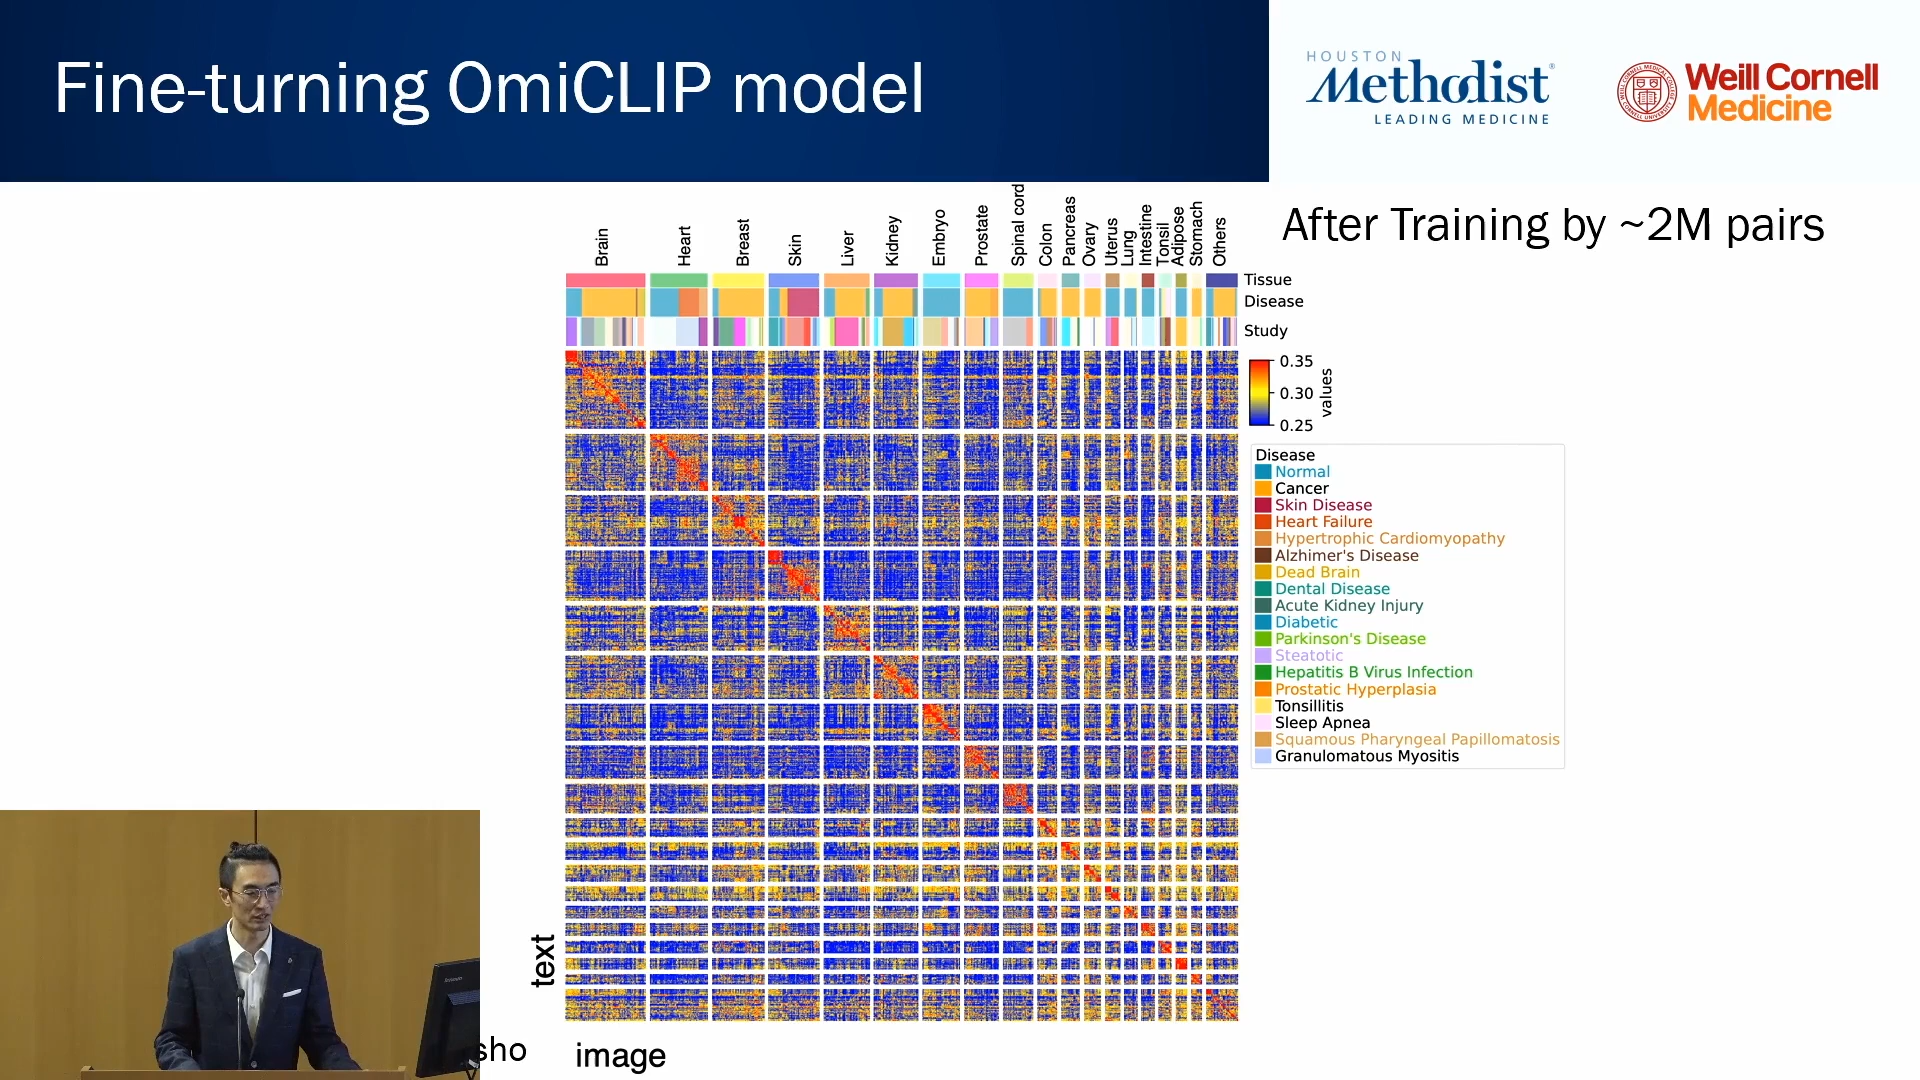 Fine-turning OmiCLIP model
HOUSTON
Methodist®
LEADING MEDICINE
Weill Cornell
Medicine
After Training by ~2M pairs
Brain
Heart
Breast
Skin
Liver
Kidney
Embryo
Prostate
Spinal cord
Colon
Pancreas
Ovary
Uterus
Lung
Intestine
Tonsil
Adipose
Stomach
Others
Tissue
Disease
Study
0.35
0.30
0.25
values
Disease
Normal
Cancer
Skin Disease
Heart Failure
Hypertrophic Cardiomyopathy
Alzhimer's Disease
Dead Brain
Dental Disease
Acute Kidney Injury
Diabetic
Parkinson's Disease
Steatotic
Hepatitis B Virus Infection
Prostatic Hyperplasia
Tonsillitis
Sleep Apnea
Squamous Pharyngeal Papillomatosis
Granulomatous Myositis
text
sho
image